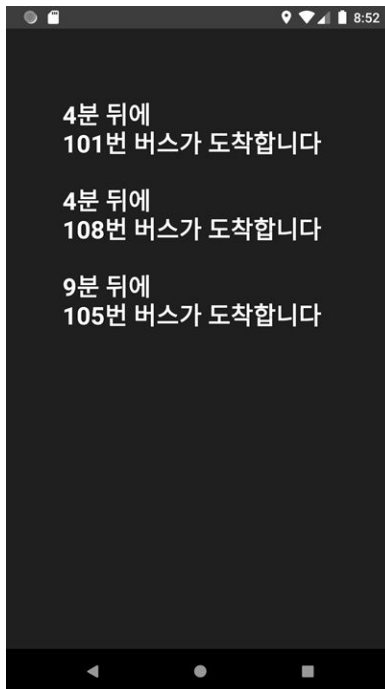 8:52
4분 뒤에
101번 버스가 도착합니다
4분 뒤에
108번 버스가 도착합니다
9분 뒤에
105번 버스가 도착합니다